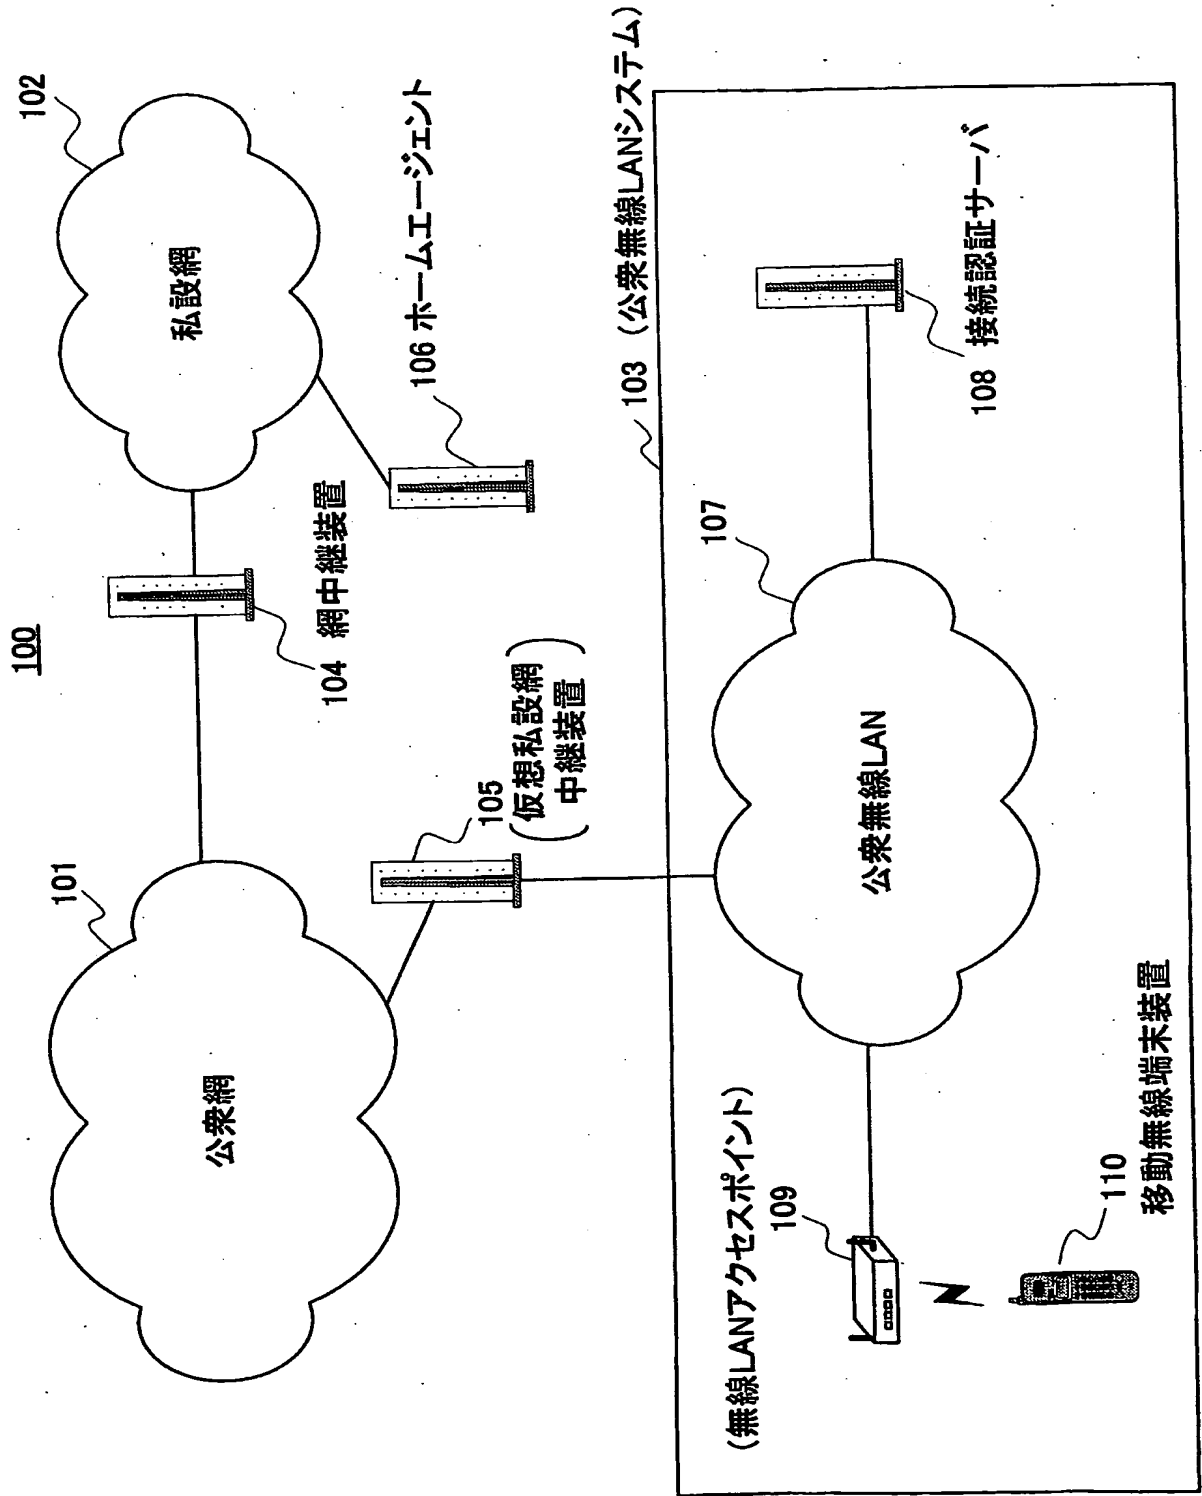 100
101
公衆網
102
私設網
104 網中継装置
106 ホームエージェント
105
(仮想私設網
中継装置)
103 (公衆無線LANシステム)
107
公衆無線LAN
108 接続認証サーバ
(無線LANアクセスポイント)
109
110
移動無線端末装置